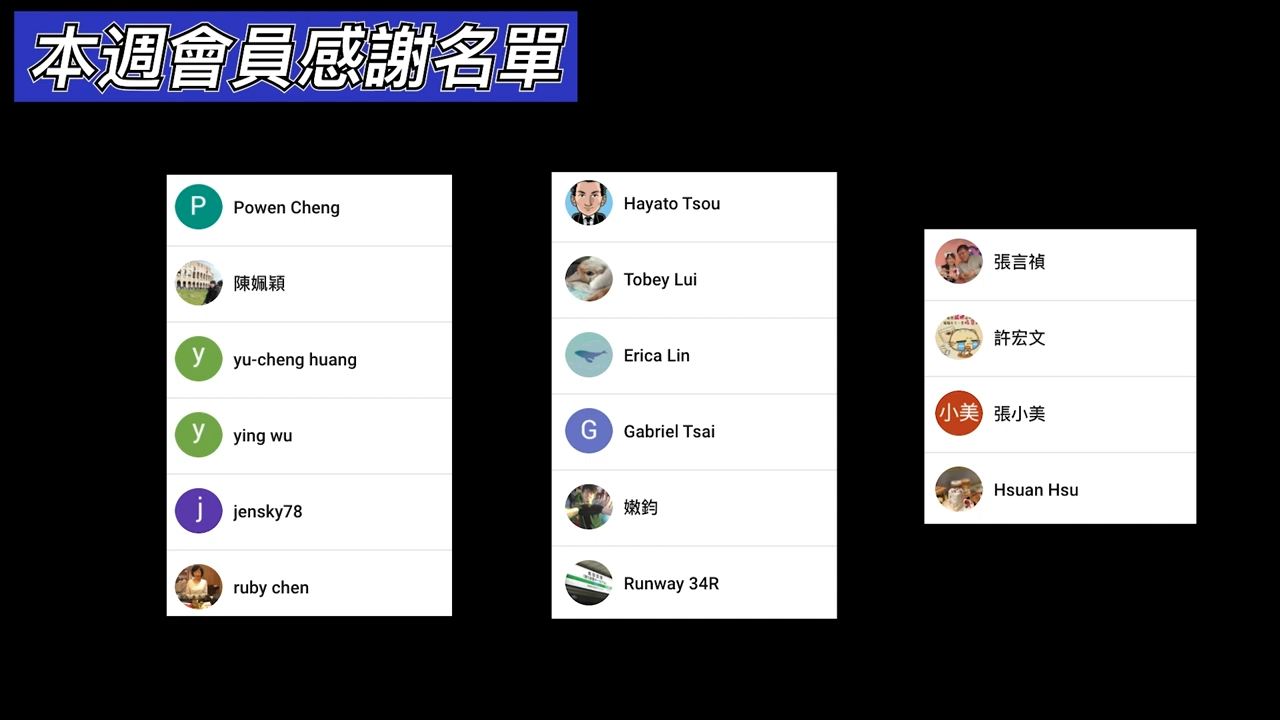 本週會員感謝名單
P Powen Cheng
陳姵穎
y yu-cheng huang
y ying wu
j jensky78
ruby chen
Hayato Tsou
Tobey Lui
Erica Lin
G Gabriel Tsai
嫩鈞
Runway 34R
張言禎
許宏文
小美 張小美
Hsuan Hsu